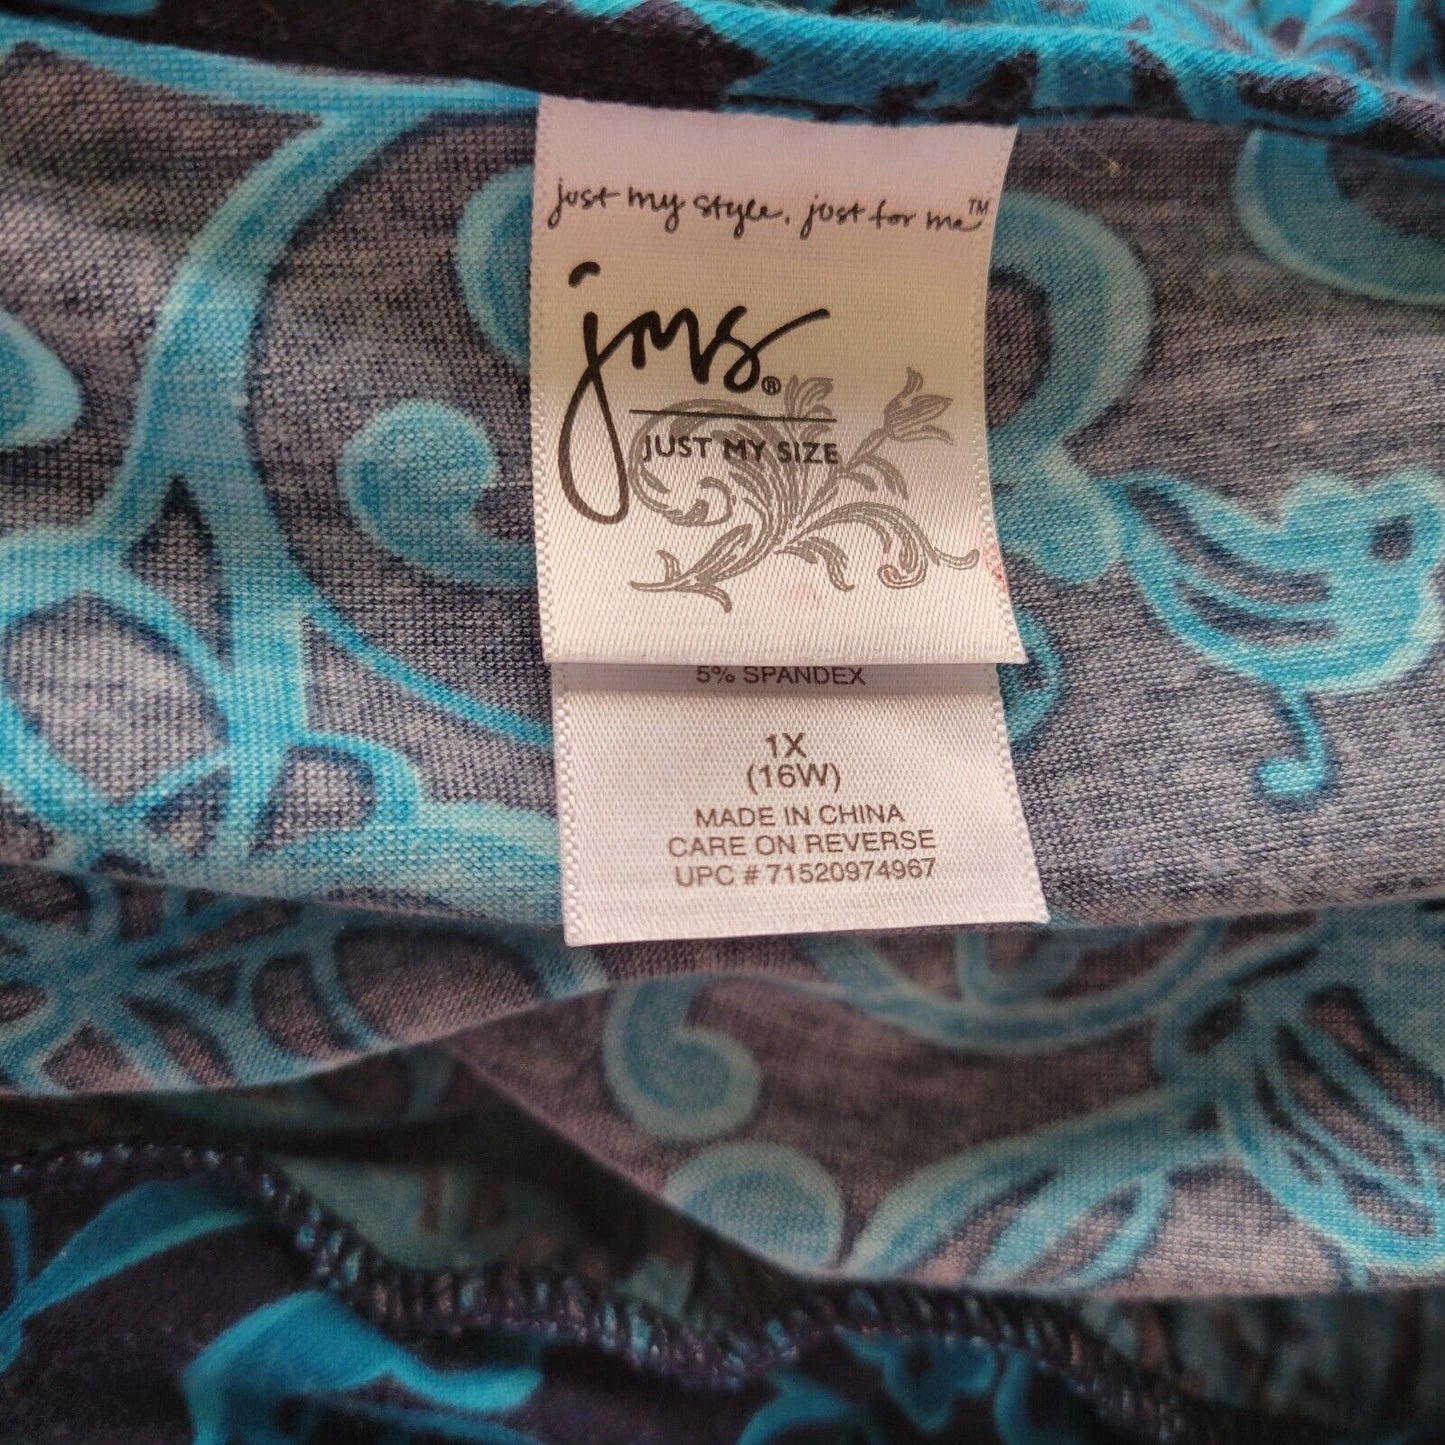 just my style, just for me™
jms®
JUST MY SIZE
5% SPANDEX
1X
(16W)
MADE IN CHINA
CARE ON REVERSE
UPC # 71520974967